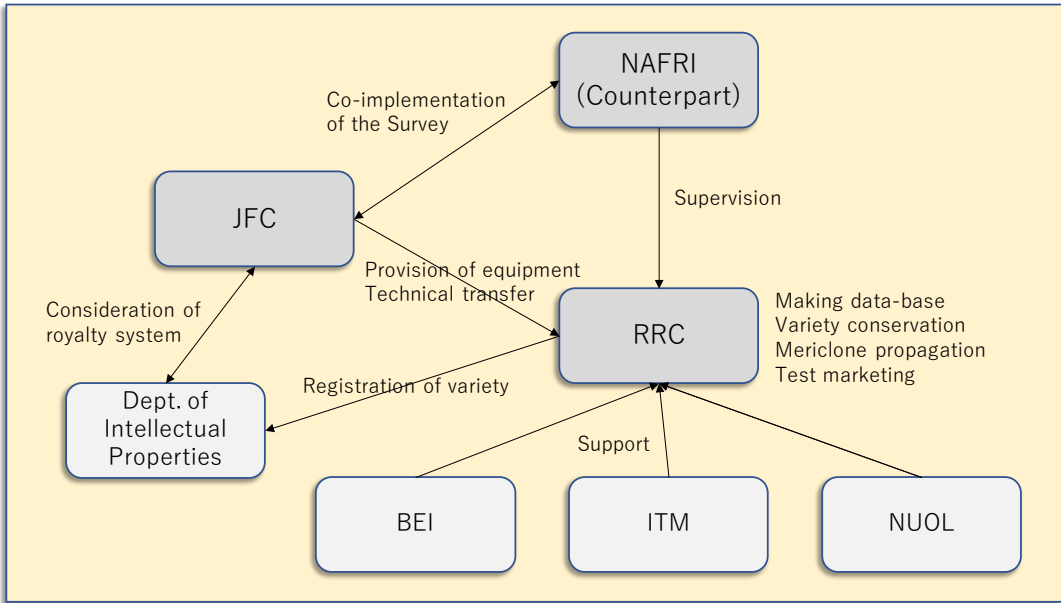 NAFRI
(Counterpart)
Co-implementation
of the Survey
JFC
Supervision
Provision of equipment
Technical transfer
Consideration of
royalty system
RRC
Making data-base
Variety conservation
Mericlone propagation
Test marketing
Registration of variety
Dept. of
Intellectual
Properties
Support
BEI
ITM
NUOL